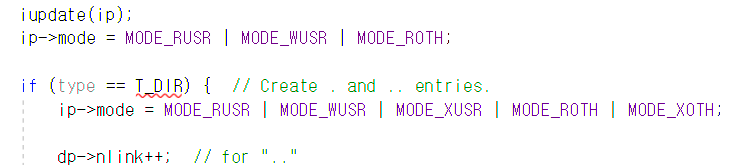 iupdate(ip);
ip->mode = MODE_RUSR | MODE_WUSR | MODE_ROTH;
if (type == T_DIR) {  // Create . and .. entries.
ip->mode = MODE_RUSR | MODE_WUSR | MODE_XUSR | MODE_ROTH | MODE_XOTH;
dp->nlink++;  // for ".."